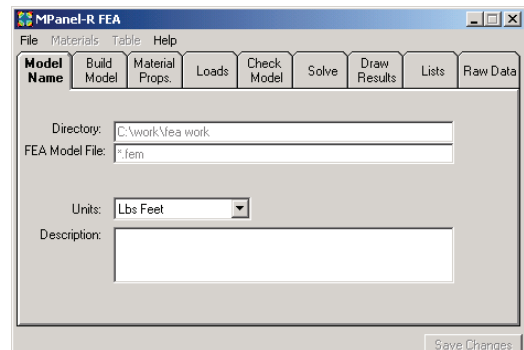 MPanel-R FEA
File Materials Table Help
Model Name Build Model Material Props. Loads Check Model Solve Draw Results Lists Raw Data
Directory: C:\work\fea work
FEA Model File: *.fem
Units: Lbs Feet
Description:
Save Changes